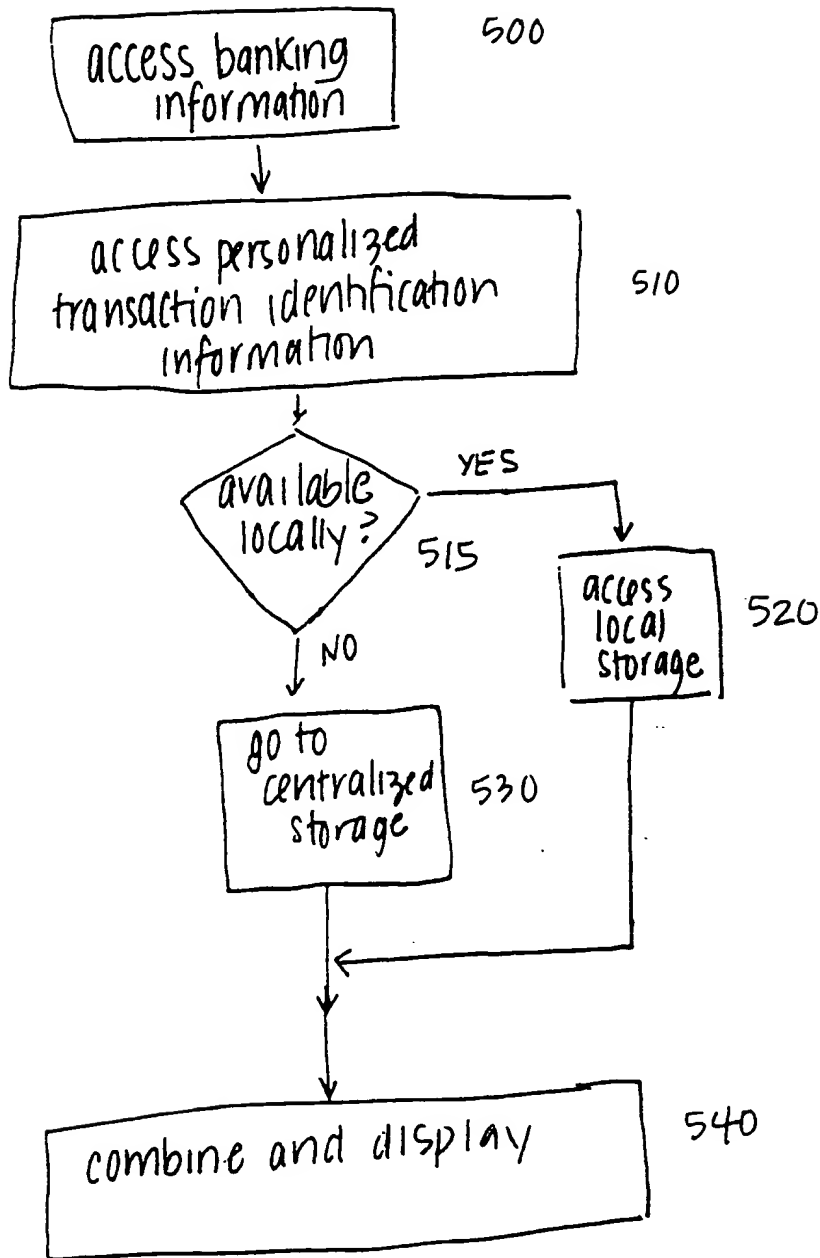 500
access banking
information
access personalized
transaction identification
information
510
available
locally?
YES
515
access
local
storage
520
NO
go to
centralized
storage
530
combine and display
540